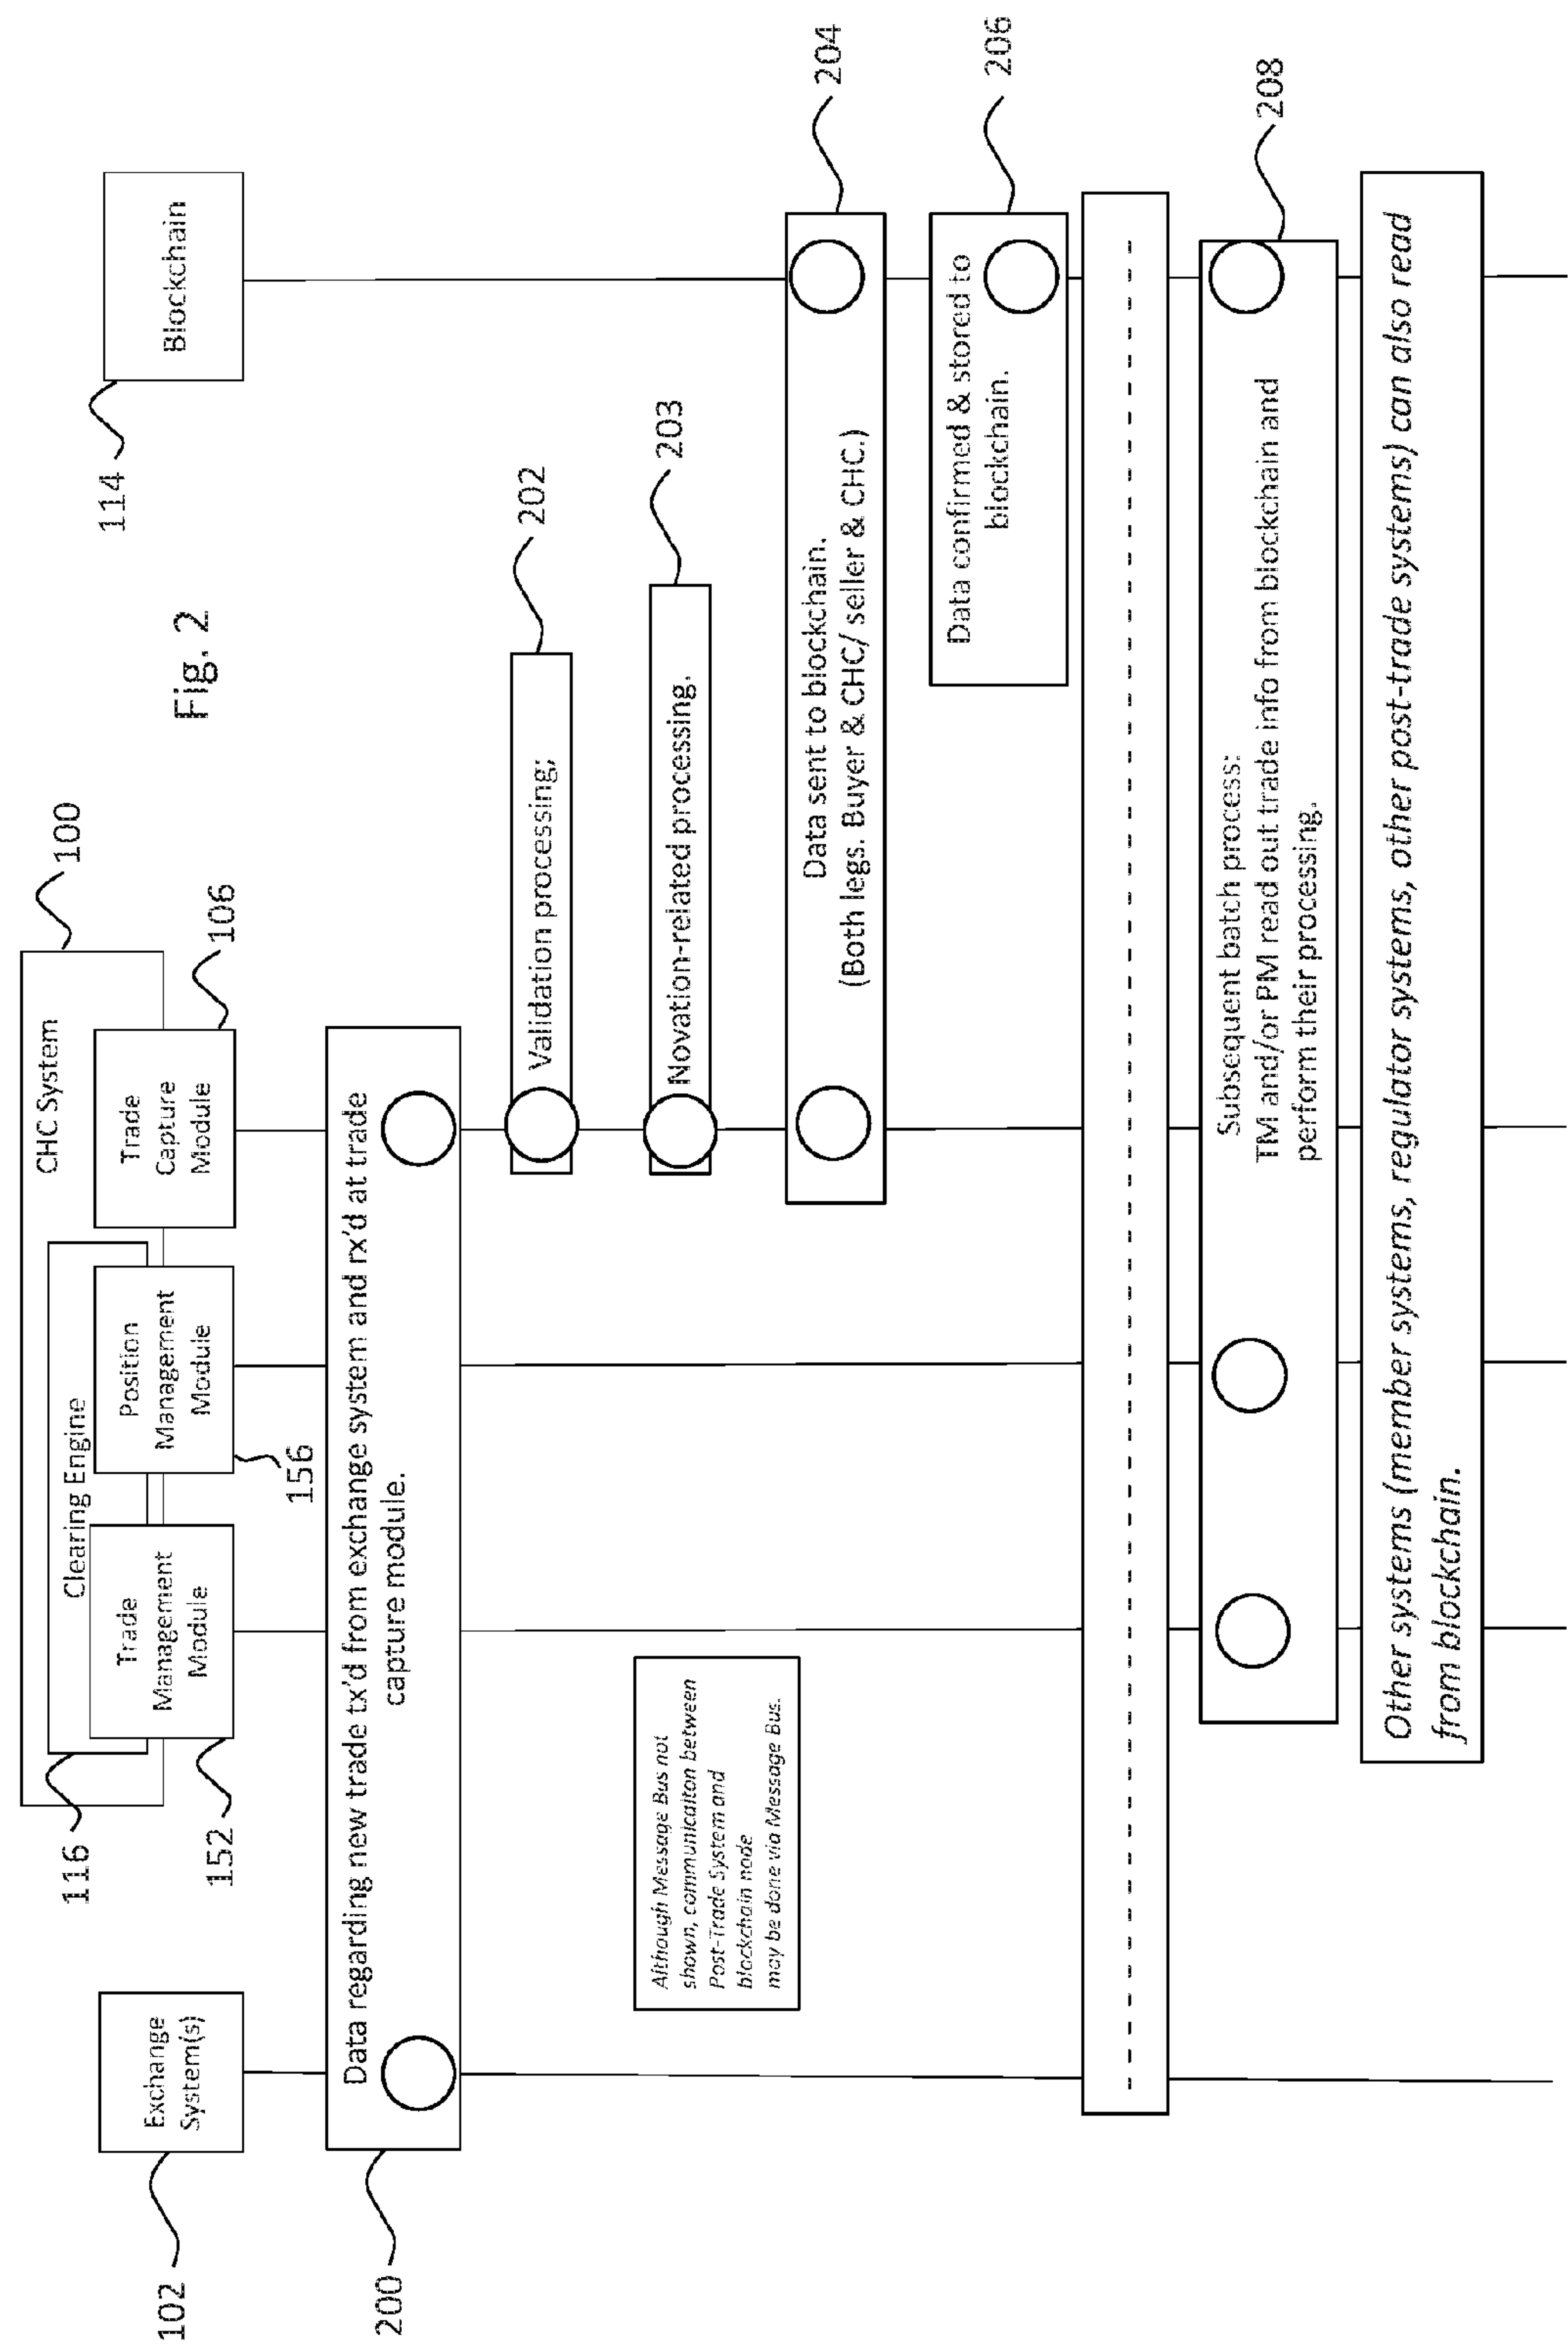 Fig. 2
100
CHC System
116
Clearing Engine
102
Exchange
System(s)
152
Trade
Management
Module
156
Position
Management
Module
106
Trade
Capture
Module
114
Blockchain
200
Data regarding new trade tx'd from exchange system and rx'd at trade
capture module.
202
Validation processing;
203
Novation-related processing.
Although Message Bus not
shown, communicaiton between
Post-Trade System and
blockchain node
may be done via Message Bus.
204
Data sent to blockchain.
(Both legs. Buyer & CHC/ seller & CHC.)
206
Data confirmed & stored to
blockchain.
208
Subsequent batch process:
TM and/or PM read out trade info from blockchain and
perform their processing.
Other systems (member systems, regulator systems, other post-trade systems) can also read
from blockchain.